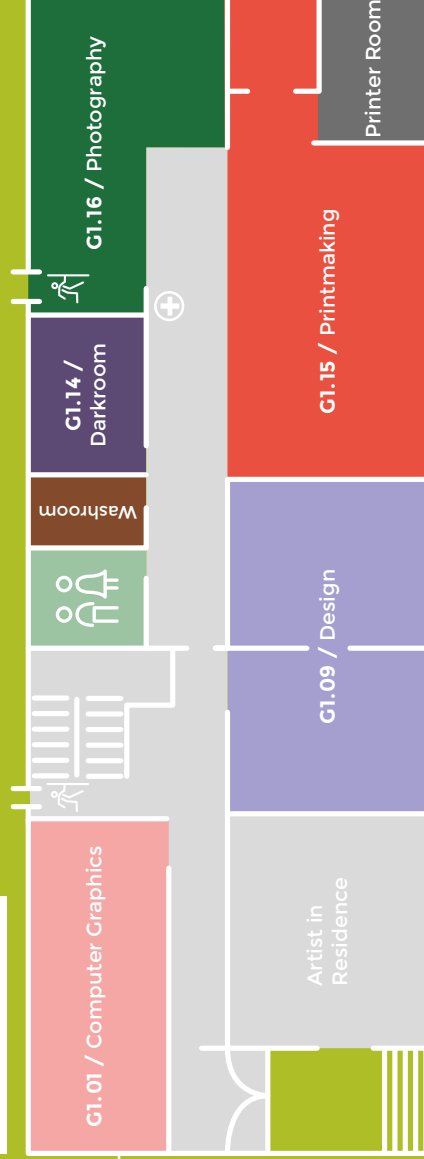 G1.16 / Photography
Printer Room
G1.15 / Printmaking
G1.14 /
Darkroom
Washroom
G1.09 / Design
Artist in
Residence
G1.01 / Computer Graphics